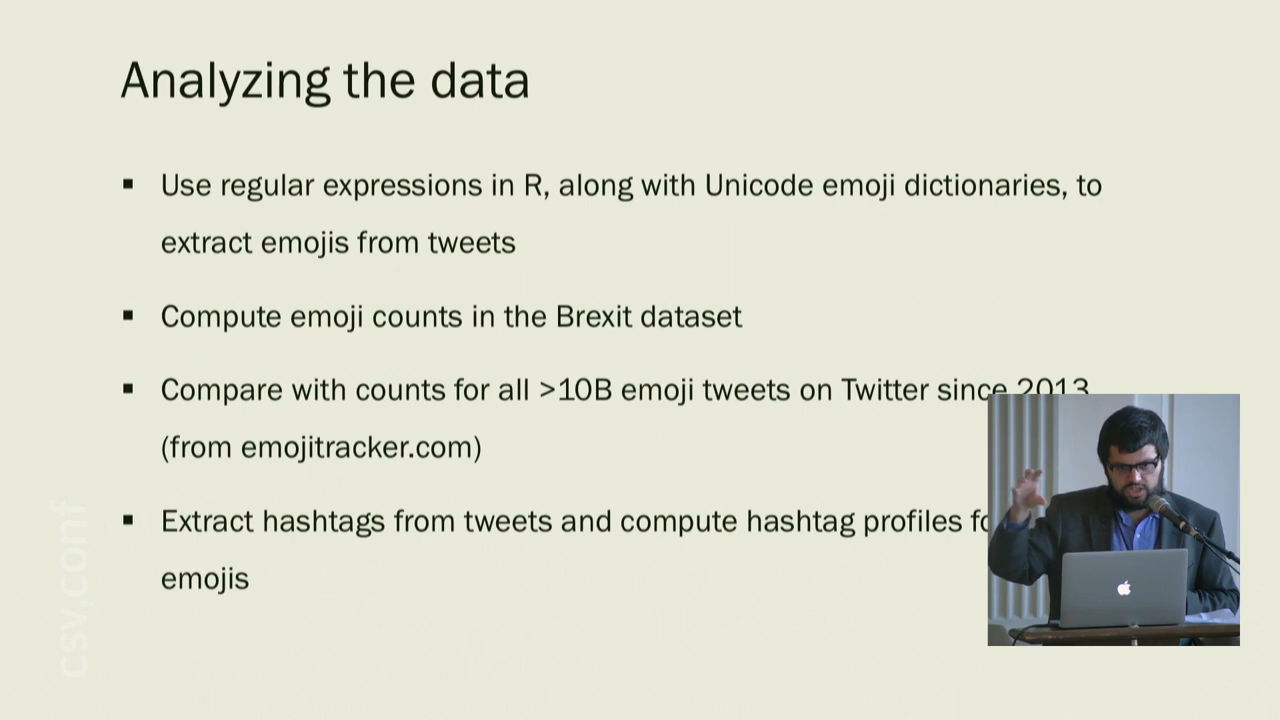 Analyzing the data
▪ Use regular expressions in R, along with Unicode emoji dictionaries, to
extract emojis from tweets
▪ Compute emoji counts in the Brexit dataset
▪ Compare with counts for all >10B emoji tweets on Twitter since 2013
(from emojitracker.com)
▪ Extract hashtags from tweets and compute hashtag profiles
emojis
csv,conf